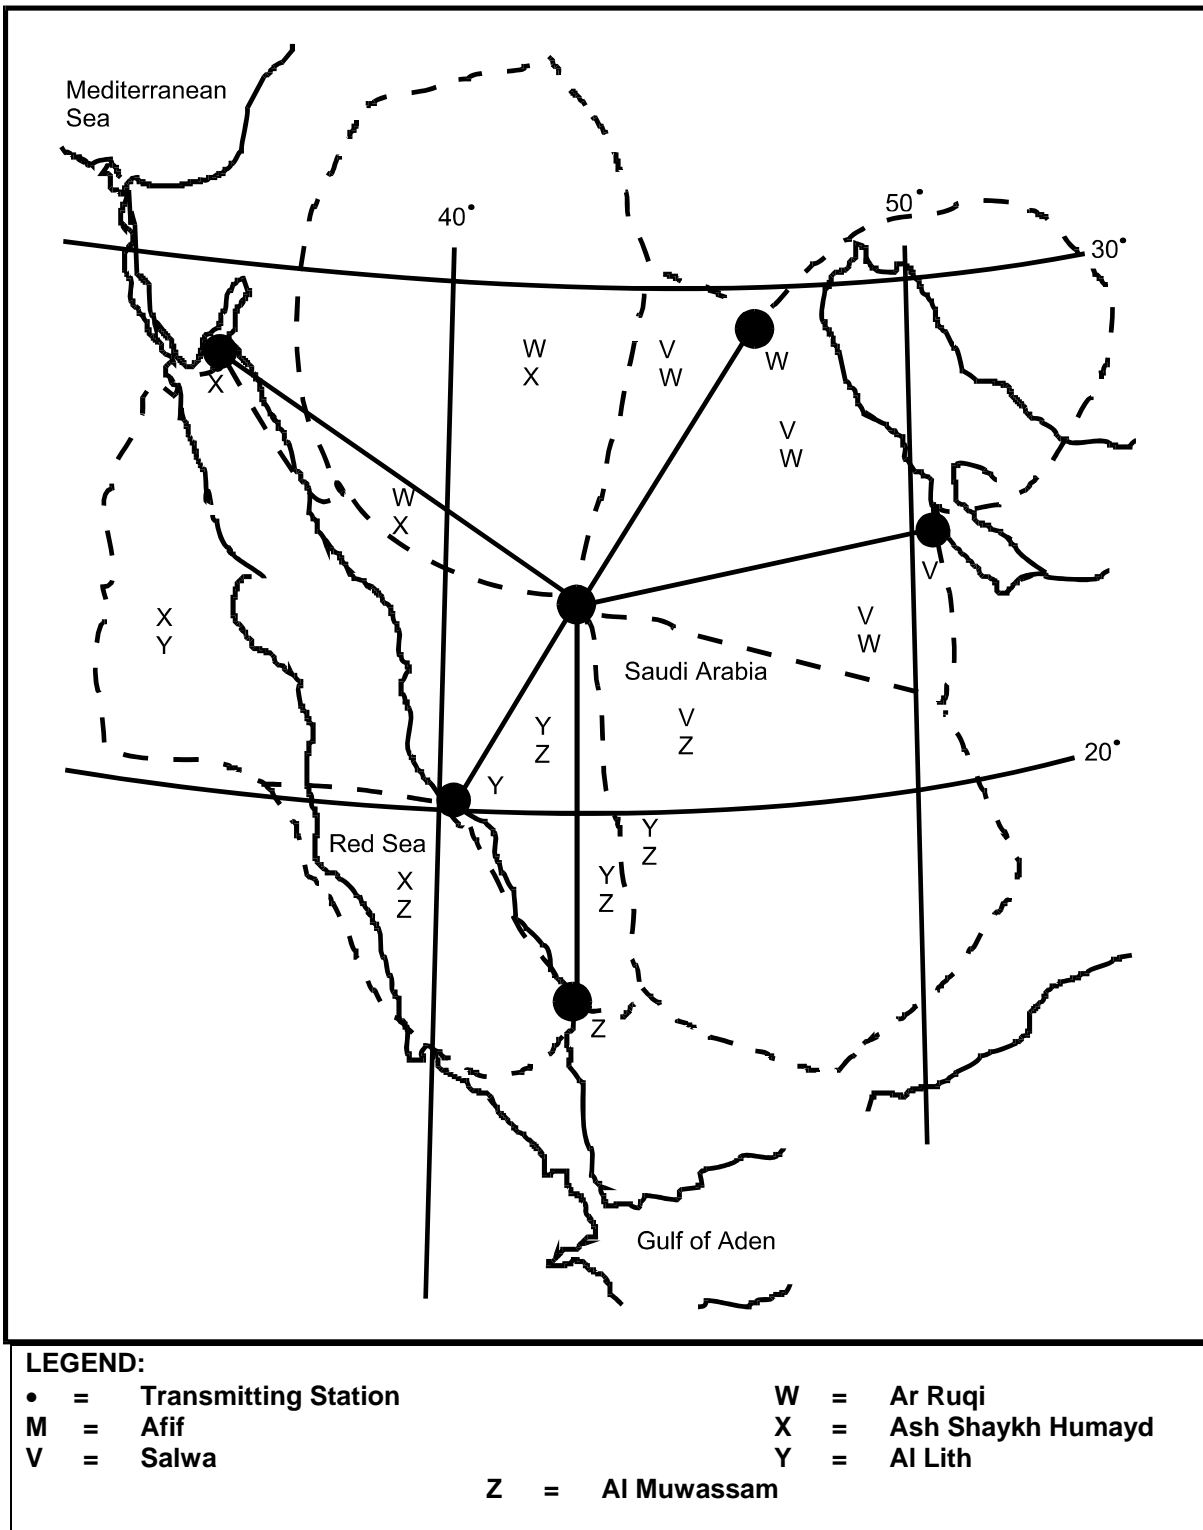 Mediterranean
Sea
40°
50°
30°
W
X
V
W
W
X
V
W
W
X
V
X
Y
V
W
Saudi Arabia
Y
Z
V
Z
20°
Y
Red Sea
Y
Z
X
Z
Y
Z
Z
Gulf of Aden
LEGEND:
• = Transmitting Station
W = Ar Ruqi
M = Afif
X = Ash Shaykh Humayd
V = Salwa
Y = Al Lith
Z = Al Muwassam